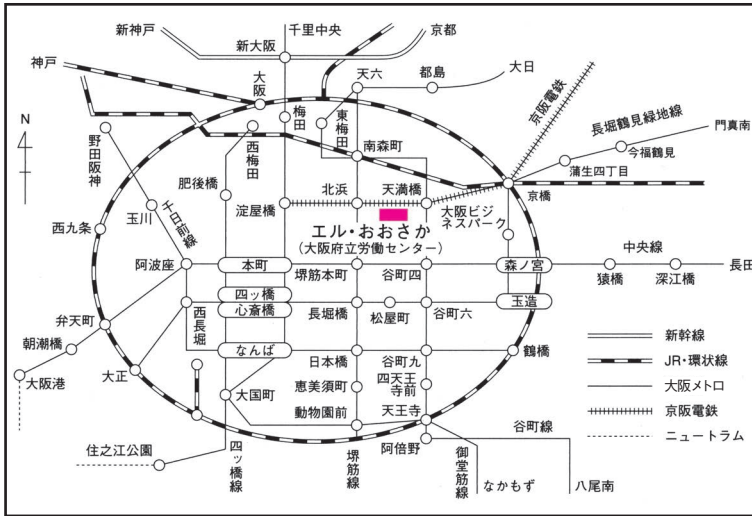 新神戸
千里中央
京都
新大阪
神戸
大阪
天六
都島
大日
京阪電鉄
長堀鶴見緑地線
門真南
今福鶴見
蒲生四丁目
京橋
N
梅田
東梅田
西梅田
南森町
野田阪神
肥後橋
玉川
千日前線
淀屋橋
北浜
天満橋
大阪ビジ
ネスパーク
エル・おおさか
(大阪府立労働センター)
西九条
阿波座
本町
堺筋本町
谷町四
森ノ宮
中央線
猿橋
深江橋
長田
四ッ橋
心斎橋
西長堀
長堀橋
松屋町
谷町六
玉造
弁天町
朝潮橋
大阪港
大正
なんば
日本橋
谷町九
鶴橋
大国町
恵美須町
四天王
寺前
動物園前
天王寺
阿倍野
谷町線
住之江公園
四ッ橋線
堺筋線
御堂筋線
なかもず
八尾南
新幹線
JR・環状線
大阪メトロ
京阪電鉄
ニュートラム